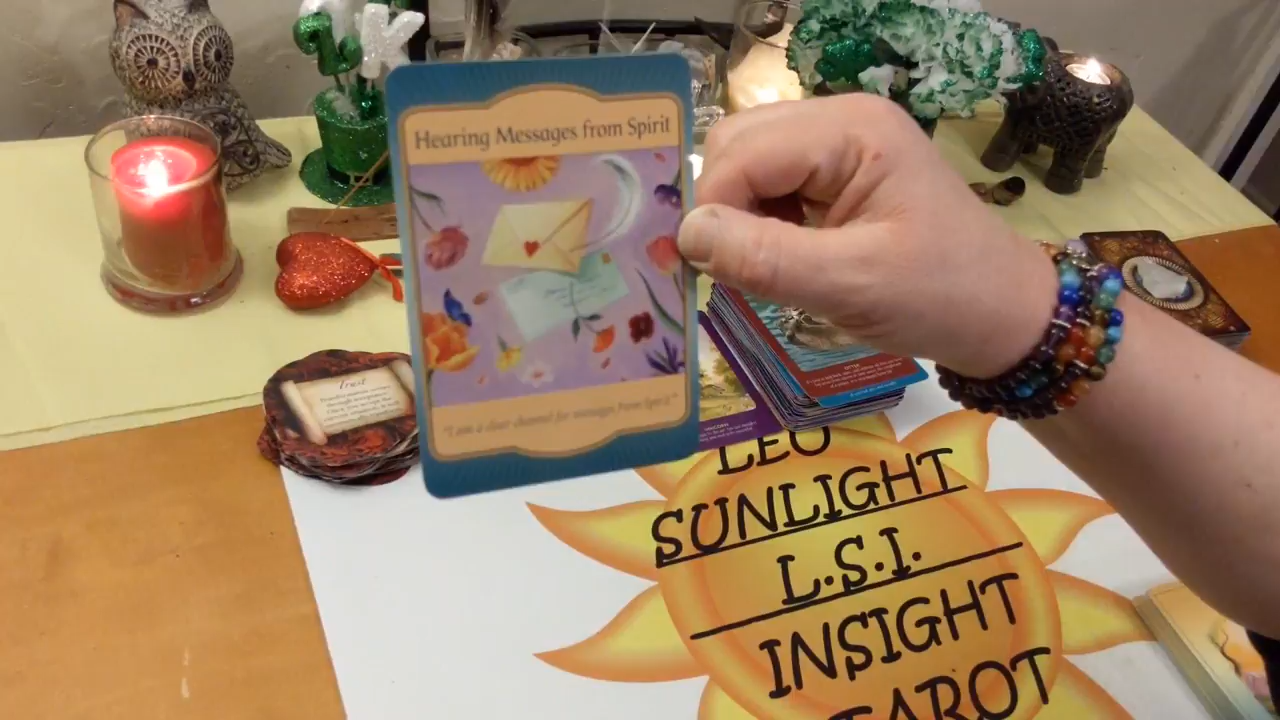 Hearing Messages from Spirit
"I am a clear channel for messages from Spirit"
Trust
LEO
SUNLIGHT
L.S.I.
INSIGHT
TAROT